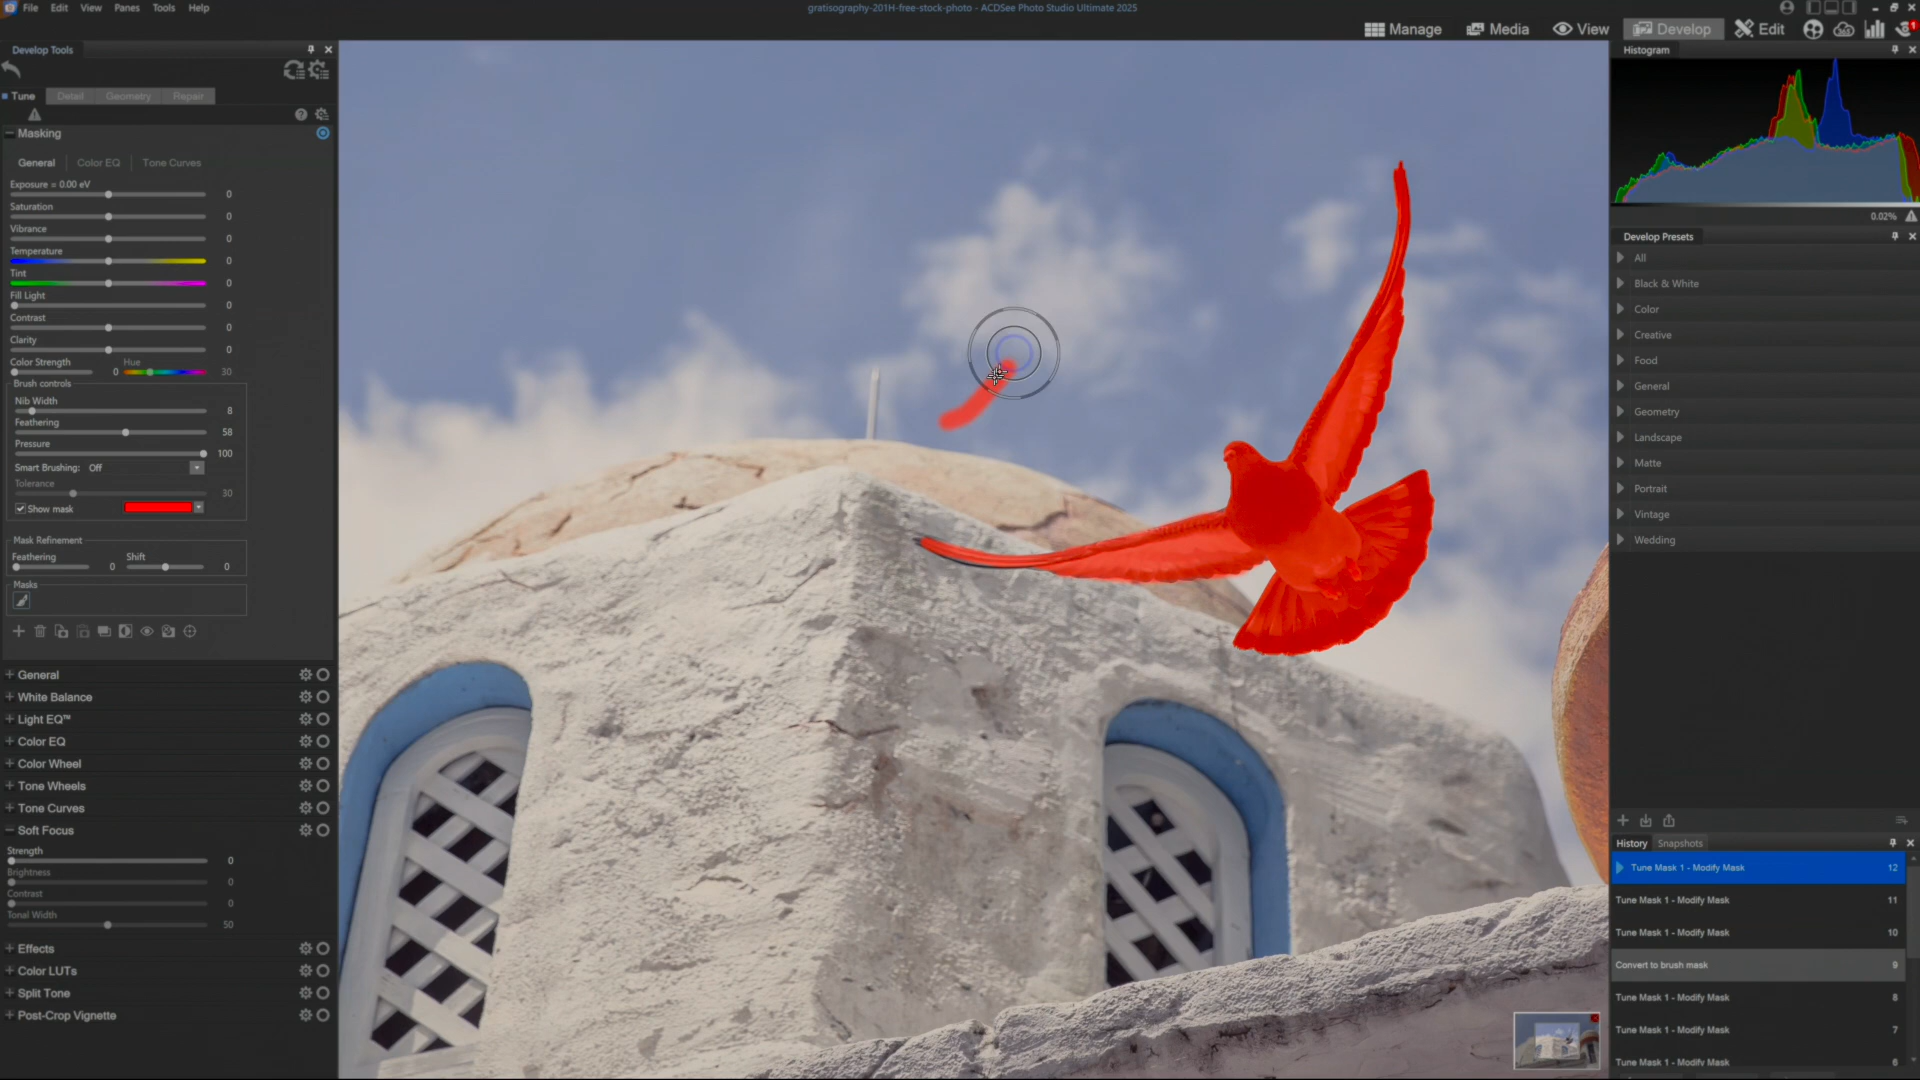 File Edit View Panes Tools Help
gratisography-201H-free-stock-photo - ACDSee Photo Studio Ultimate 2025
Manage Media View Develop Edit 365 1
Develop Tools
Tune Detail Geometry Repair
Masking
General Color EQ Tone Curves
Exposure = 0.00 eV
0
Saturation
0
Vibrance
0
Temperature
0
Tint
0
Fill Light
0
Contrast
0
Clarity
0
Color Strength Hue
0 30
Brush controls
Nib Width
8
Feathering
58
Pressure
100
Smart Brushing: Off
Tolerance
30
Show mask
Mask Refinement
Feathering Shift
0 0
Masks
General
White Balance
Light EQ™
Color EQ
Color Wheel
Tone Wheels
Tone Curves
Soft Focus
Strength
0
Brightness
0
Contrast
0
Tonal Width
50
Effects
Color LUTs
Split Tone
Post-Crop Vignette
Histogram
0.02%
Develop Presets
All
Black & White
Color
Creative
Food
General
Geometry
Landscape
Matte
Portrait
Vintage
Wedding
History Snapshots
Tune Mask 1 - Modify Mask 12
Tune Mask 1 - Modify Mask 11
Tune Mask 1 - Modify Mask 10
Convert to brush mask 9
Tune Mask 1 - Modify Mask 8
Tune Mask 1 - Modify Mask 7
Tune Mask 1 - Modify Mask 6